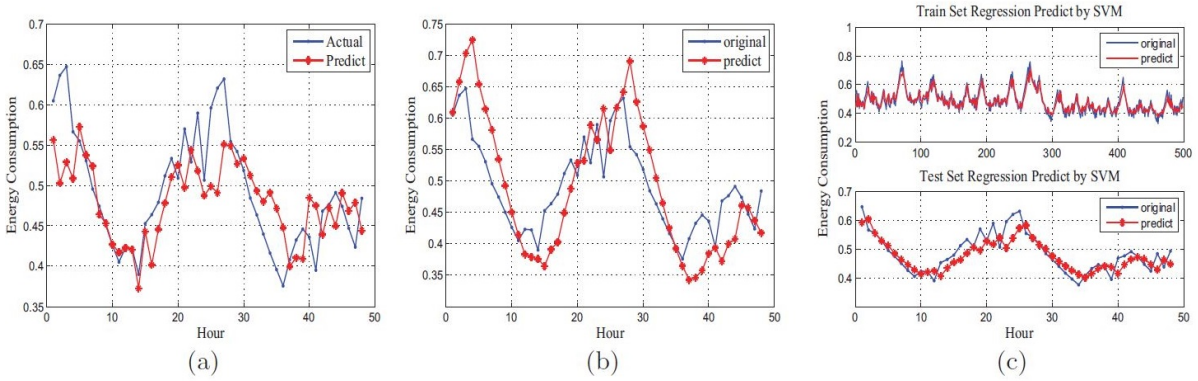 0.7
0.65
0.6
0.55
0.5
0.45
0.4
0.35
0 10 20 30 40 50
Energy Consumption
Hour
Actual
Predict
(a)
0.75
0.7
0.65
0.6
0.55
0.5
0.45
0.4
0.35
0 10 20 30 40 50
Energy Consumption
Hour
original
predict
(b)
Train Set Regression Predict by SVM
1
0.8
0.6
0.4
0.2
0 100 200 300 400 500
original
predict
Energy Consumption
Test Set Regression Predict by SVM
0.7
0.6
0.5
0.4
0 10 20 30 40 50
original
predict
Hour
(c)